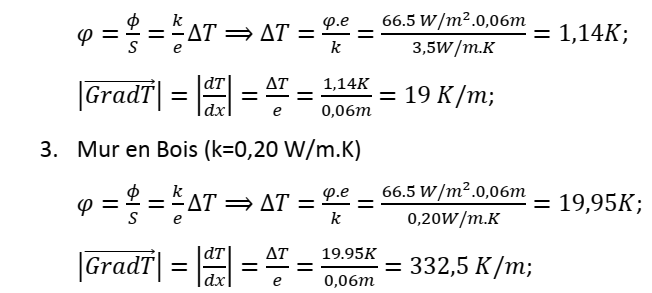 φ = ϕ/S = k/e ΔT ⟹ ΔT = φ.e/k = 66.5 W/m².0,06m / 3,5W/m.K = 1,14K;
|GradT| = |dT/dx| = ΔT/e = 1,14K/0,06m = 19 K/m;
3. Mur en Bois (k=0,20 W/m.K)
φ = ϕ/S = k/e ΔT ⟹ ΔT = φ.e/k = 66.5 W/m².0,06m / 0,20W/m.K = 19,95K;
|GradT| = |dT/dx| = ΔT/e = 19.95K/0,06m = 332,5 K/m;